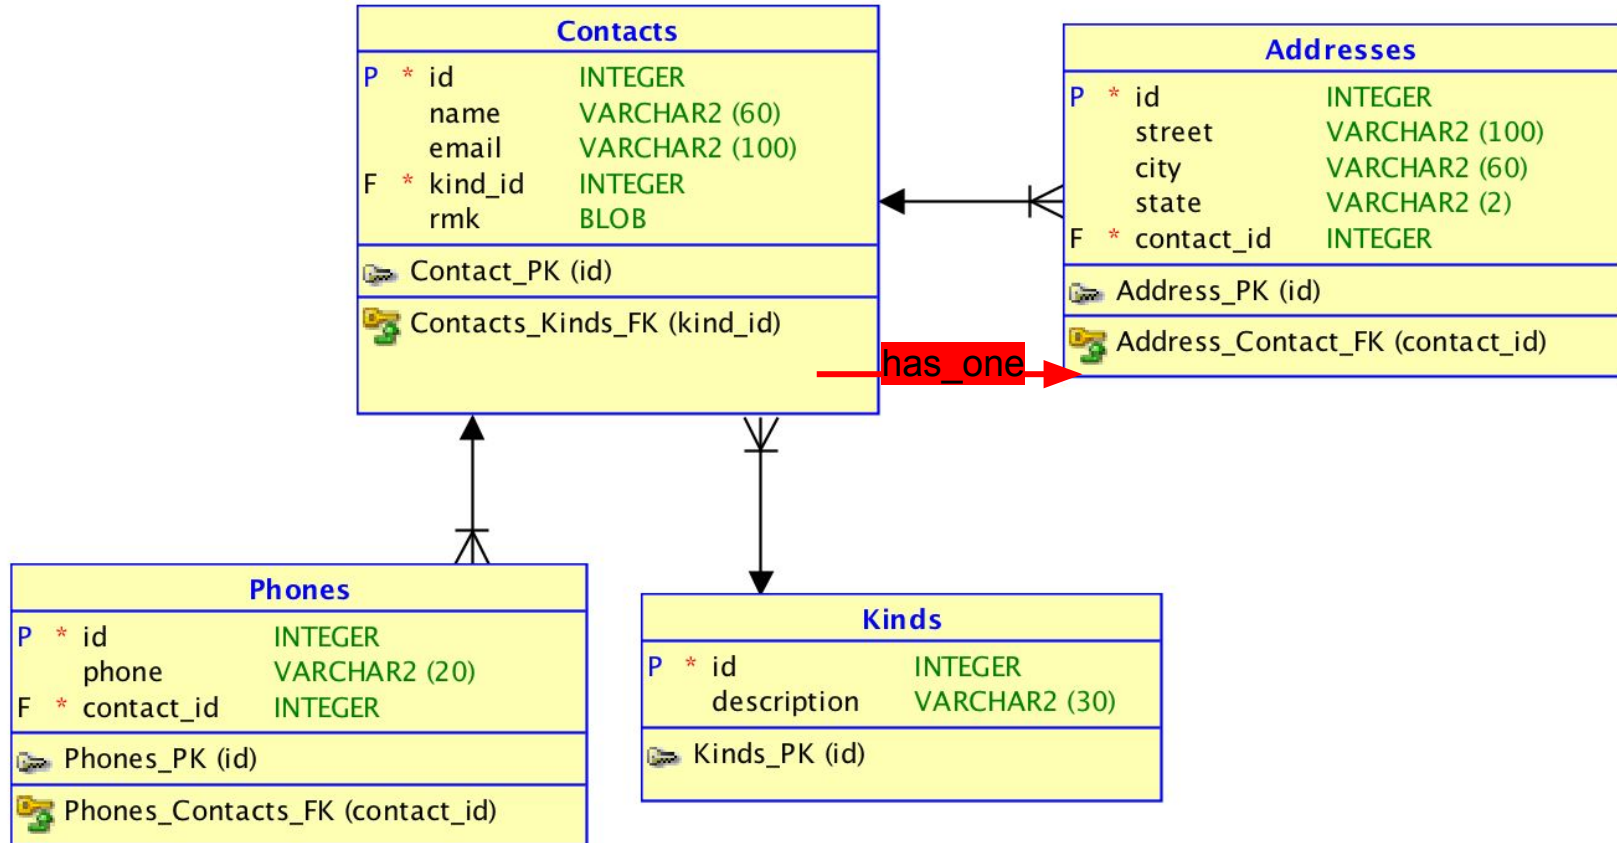 Contacts
P * id INTEGER
name VARCHAR2 (60)
email VARCHAR2 (100)
F * kind_id INTEGER
rmk BLOB
Contact_PK (id)
Contacts_Kinds_FK (kind_id)
has_one
Addresses
P * id INTEGER
street VARCHAR2 (100)
city VARCHAR2 (60)
state VARCHAR2 (2)
F * contact_id INTEGER
Address_PK (id)
Address_Contact_FK (contact_id)
Phones
P * id INTEGER
phone VARCHAR2 (20)
F * contact_id INTEGER
Phones_PK (id)
Phones_Contacts_FK (contact_id)
Kinds
P * id INTEGER
description VARCHAR2 (30)
Kinds_PK (id)